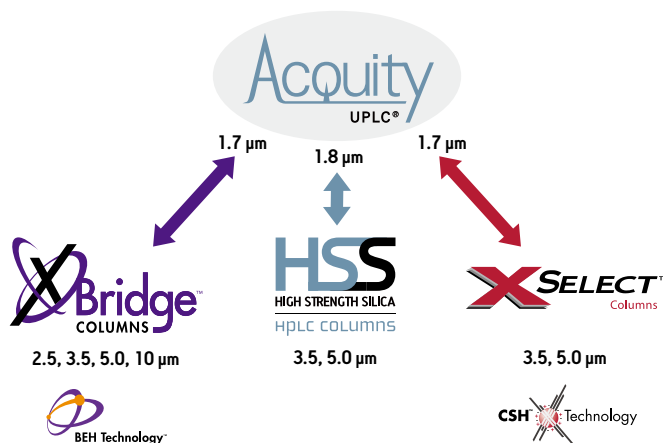 Acquity
UPLC®
1.7 µm
1.8 µm
1.7 µm
XBridge™
COLUMNS
HSS
HIGH STRENGTH SILICA
HPLC COLUMNS
XSELECT™
Columns
2.5, 3.5, 5.0, 10 µm
3.5, 5.0 µm
3.5, 5.0 µm
BEH Technology™
CSH™ Technology